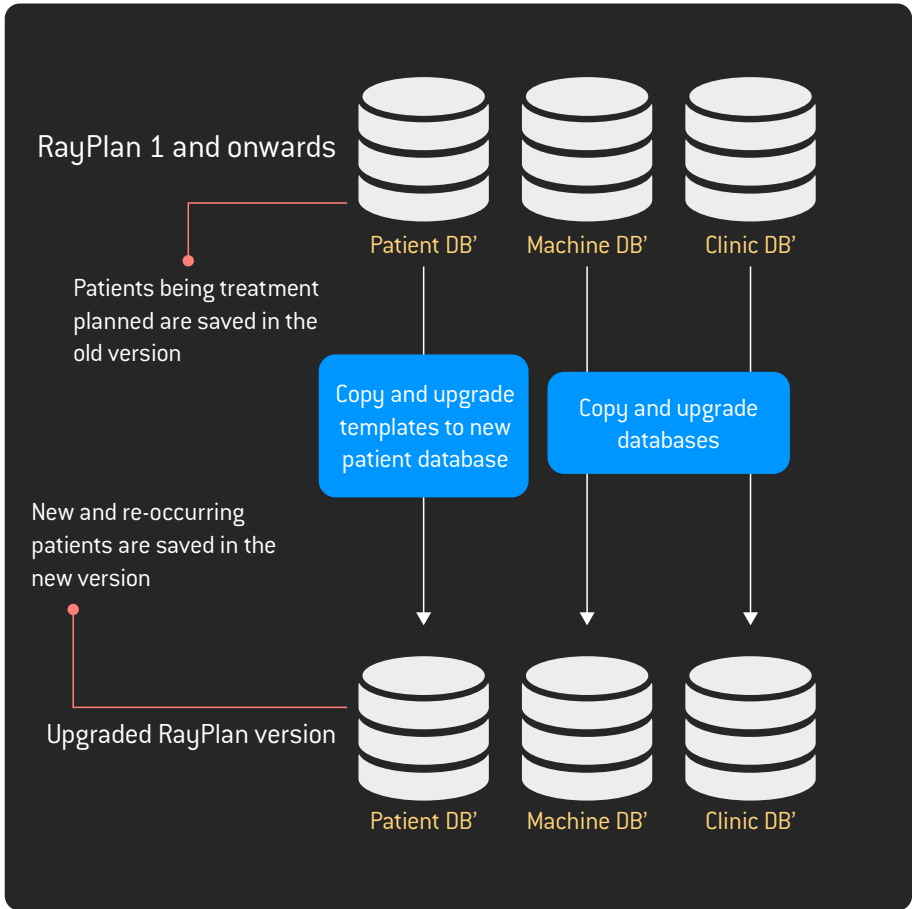 RayPlan 1 and onwards
Patient DB’
Machine DB’
Clinic DB’
Patients being treatment
planned are saved in the
old version
Copy and upgrade
templates to new
patient database
Copy and upgrade
databases
New and re-occurring
patients are saved in the
new version
Upgraded RayPlan version
Patient DB’
Machine DB’
Clinic DB’